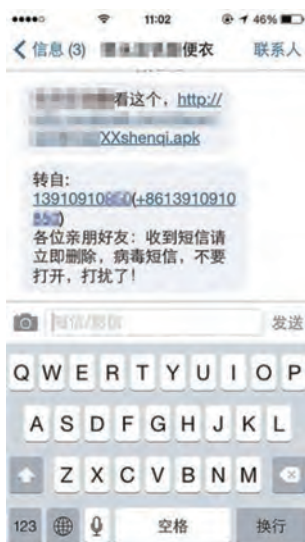 11:02
46%
信息 (3)
便衣
联系人
看这个, http://
XXshenqi.apk
转自:
13910910
(+8613910910
)
各位亲朋好友：收到短信请
立即删除，病毒短信，不要
打开，打扰了！
短信/彩信
发送
Q W E R T Y U I O P
A S D F G H J K L
Z X C V B N M
123
空格
换行